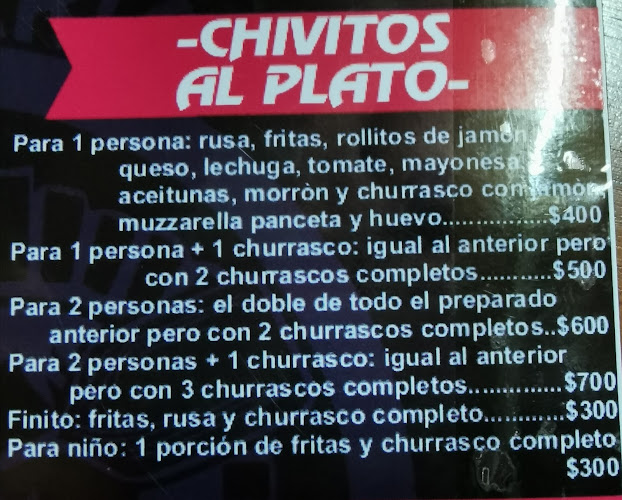 -CHIVITOS
AL PLATO-
Para 1 persona: rusa, fritas, rollitos de jamón,
queso, lechuga, tomate, mayonesa,
aceitunas, morròn y churrasco con jamón,
muzzarella panceta y huevo.................$400
Para 1 persona + 1 churrasco: igual al anterior pero
con 2 churrascos completos...........$500
Para 2 personas: el doble de todo el preparado
anterior pero con 2 churrascos completos..$600
Para 2 personas + 1 churrasco: igual al anterior
pero con 3 churrascos completos..............$700
Finito: fritas, rusa y churrasco completo............$300
Para niño: 1 porción de fritas y churrasco completo
$300